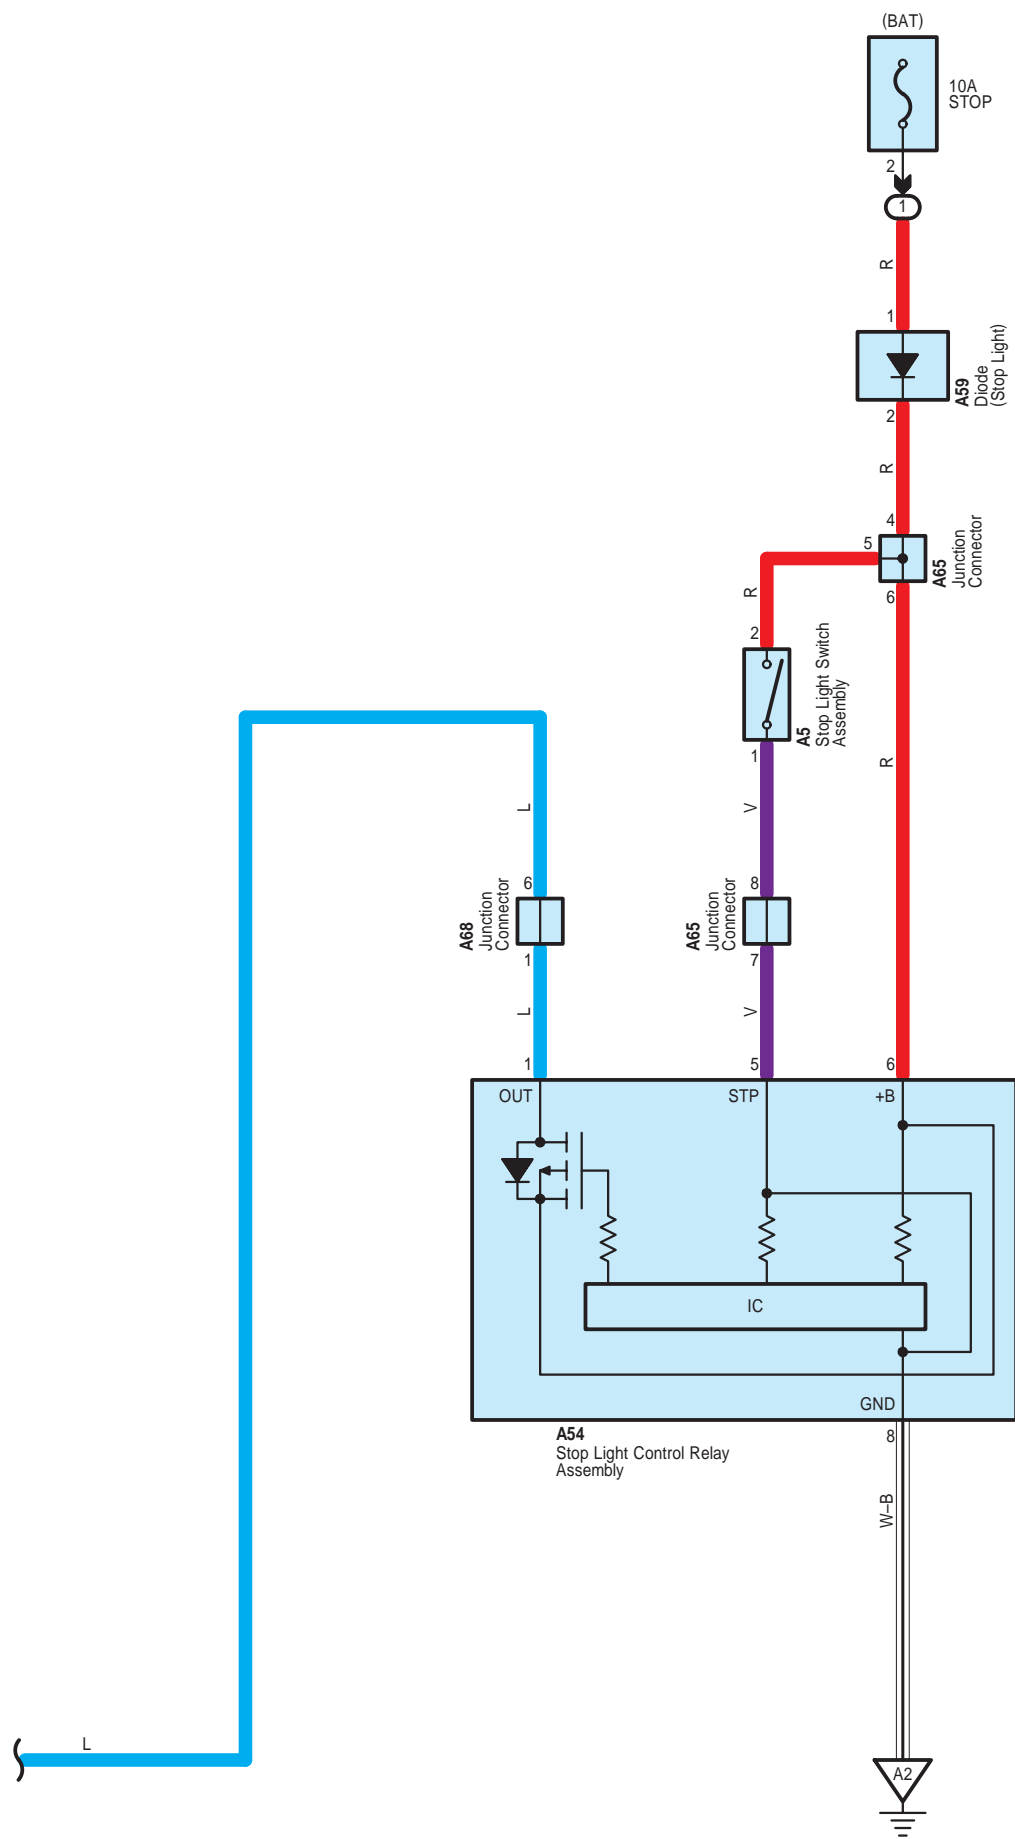 (BAT)
10A
STOP
2
1
R
1
A59
Diode
(Stop Light)
2
R
4
5
A65
Junction
Connector
6
R
2
A5
Stop Light Switch
Assembly
1
R
V
L
6
A68
Junction
Connector
1
8
A65
Junction
Connector
7
L
V
1
5
6
OUT
STP
+B
IC
GND
A54
Stop Light Control Relay
Assembly
8
W–B
L
A2